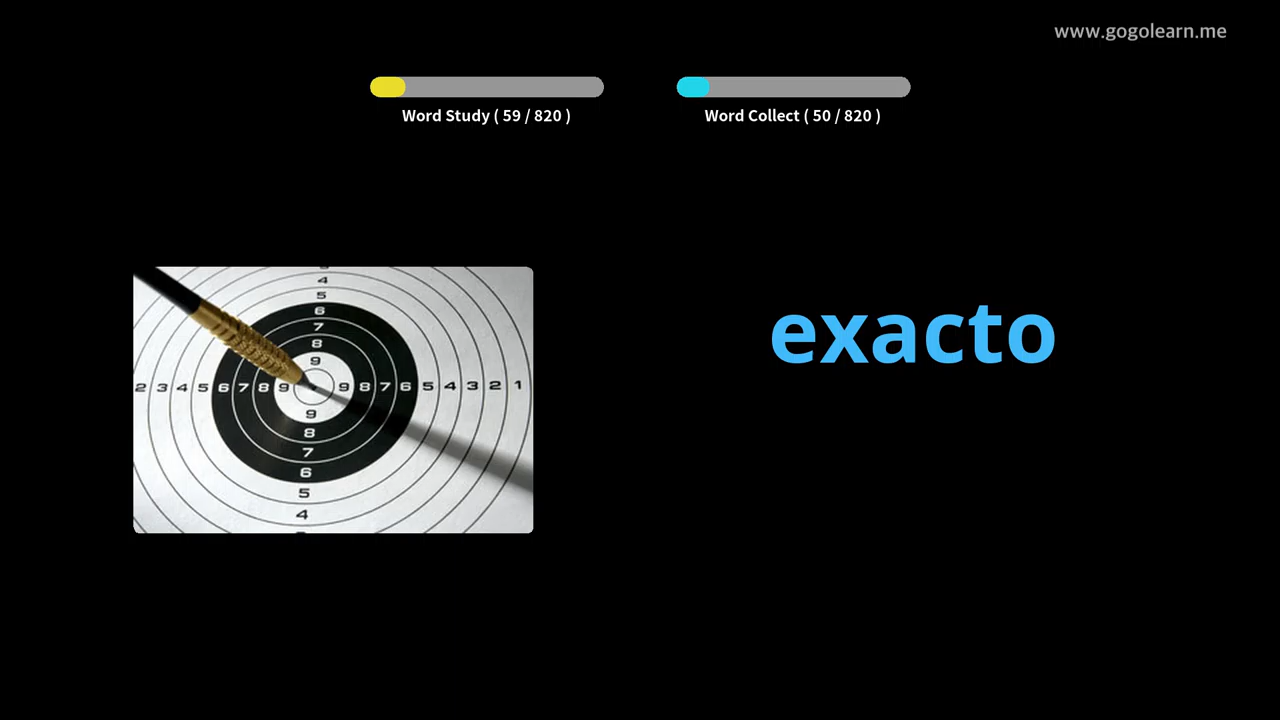 www.gogolearn.me
Word Study ( 59 / 820 )
Word Collect ( 50 / 820 )
exacto
4
5
6
7
8
9
2 3 4 5 6 7 8 9 9 8 7 6 5 4 3 2 1
9
8
7
6
5
4